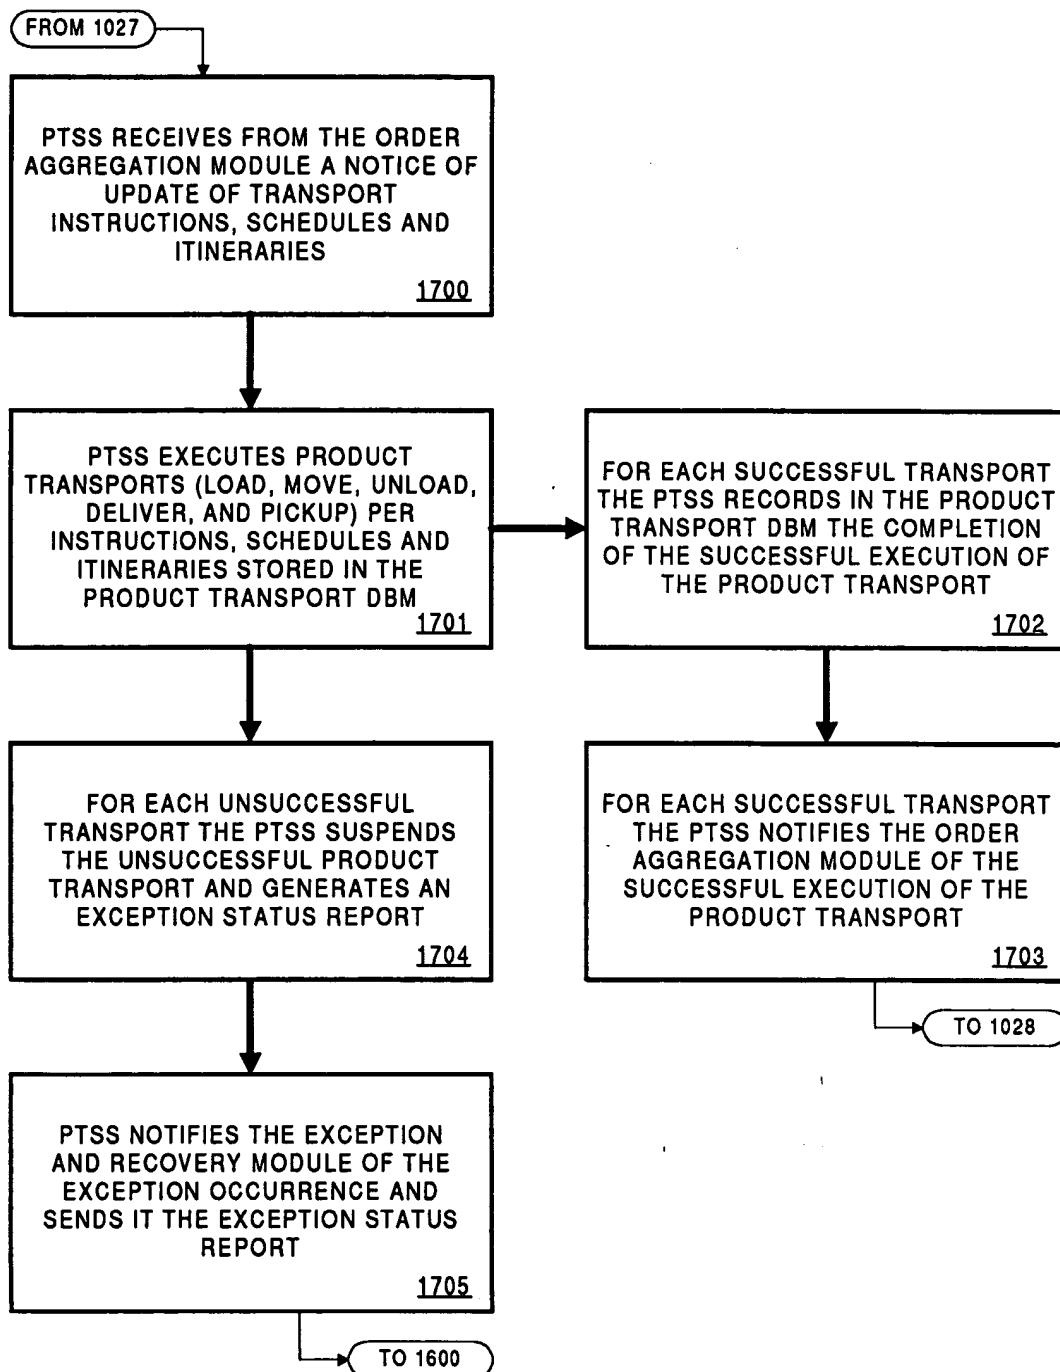 FROM 1027
PTSS RECEIVES FROM THE ORDER
AGGREGATION MODULE A NOTICE OF
UPDATE OF TRANSPORT
INSTRUCTIONS, SCHEDULES AND
ITINERARIES
1700
PTSS EXECUTES PRODUCT
TRANSPORTS (LOAD, MOVE, UNLOAD,
DELIVER, AND PICKUP) PER
INSTRUCTIONS, SCHEDULES AND
ITINERARIES STORED IN THE
PRODUCT TRANSPORT DBM
1701
FOR EACH SUCCESSFUL TRANSPORT
THE PTSS RECORDS IN THE PRODUCT
TRANSPORT DBM THE COMPLETION
OF THE SUCCESSFUL EXECUTION OF
THE PRODUCT TRANSPORT
1702
FOR EACH UNSUCCESSFUL
TRANSPORT THE PTSS SUSPENDS
THE UNSUCCESSFUL PRODUCT
TRANSPORT AND GENERATES AN
EXCEPTION STATUS REPORT
1704
FOR EACH SUCCESSFUL TRANSPORT
THE PTSS NOTIFIES THE ORDER
AGGREGATION MODULE OF THE
SUCCESSFUL EXECUTION OF THE
PRODUCT TRANSPORT
1703
TO 1028
PTSS NOTIFIES THE EXCEPTION
AND RECOVERY MODULE OF THE
EXCEPTION OCCURRENCE AND
SENDS IT THE EXCEPTION STATUS
REPORT
1705
TO 1600